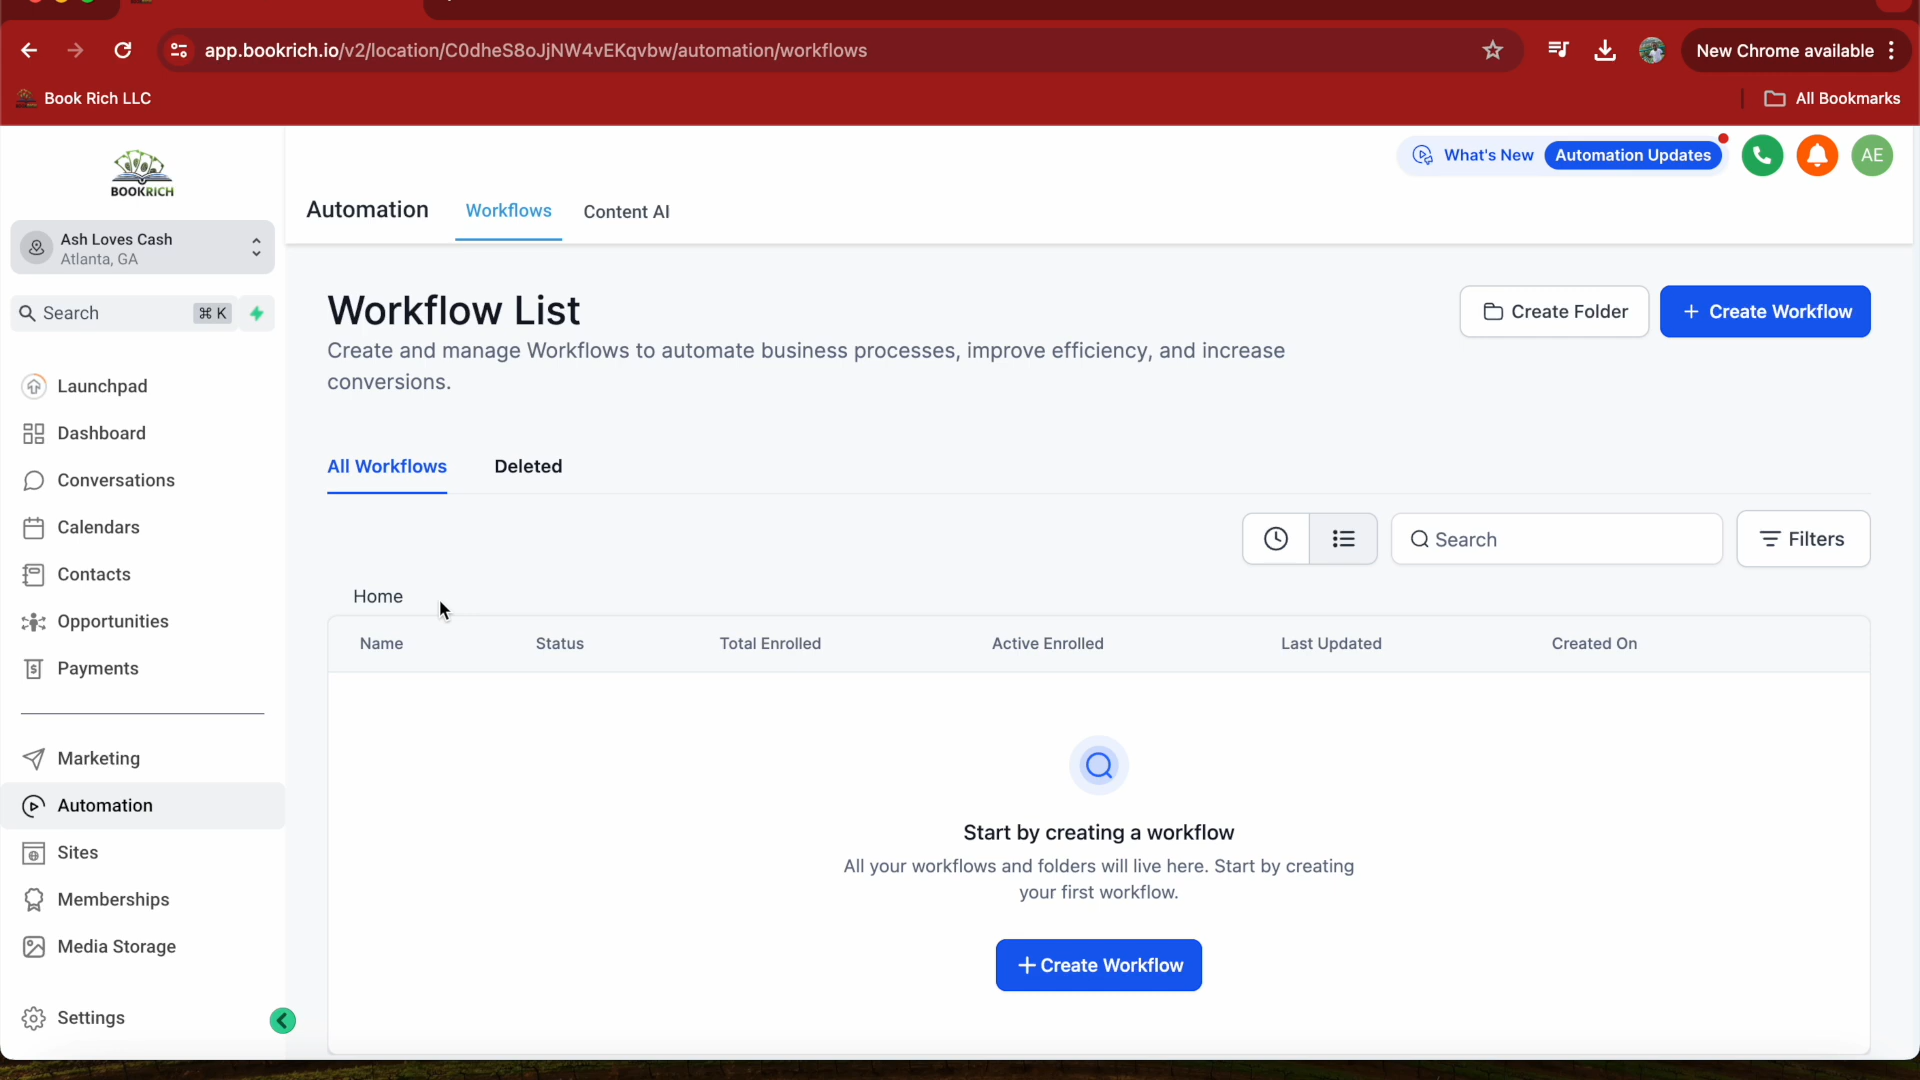 app.bookrich.io/v2/location/C0dheS8oJjNW4vEKqvbw/automation/workflows
New Chrome available
Book Rich LLC
All Bookmarks
BOOKRICH
What's New
Automation Updates
AE
Automation
Workflows
Content AI
Ash Loves Cash
Atlanta, GA
Search
⌘ K
Launchpad
Dashboard
Conversations
Calendars
Contacts
Opportunities
Payments
Marketing
Automation
Sites
Memberships
Media Storage
Settings
Workflow List
Create and manage Workflows to automate business processes, improve efficiency, and increase
conversions.
Create Folder
+ Create Workflow
All Workflows
Deleted
Search
Filters
Home
Name
Status
Total Enrolled
Active Enrolled
Last Updated
Created On
Start by creating a workflow
All your workflows and folders will live here. Start by creating
your first workflow.
+ Create Workflow